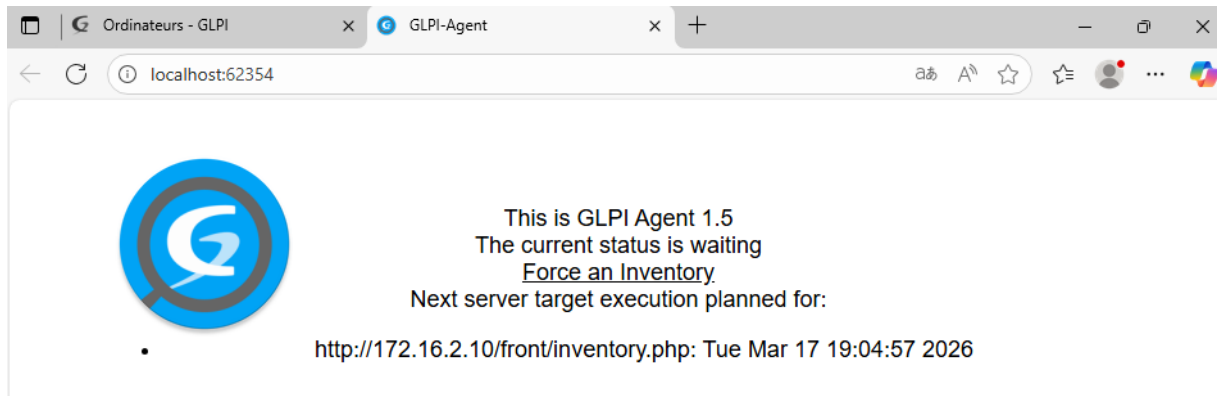 Ordinateurs - GLPI
GLPI-Agent
localhost:62354
This is GLPI Agent 1.5
The current status is waiting
Force an Inventory
Next server target execution planned for:
• http://172.16.2.10/front/inventory.php: Tue Mar 17 19:04:57 2026